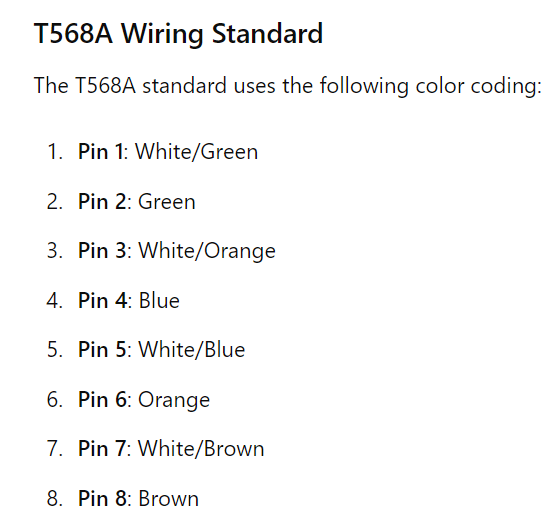 T568A Wiring Standard
The T568A standard uses the following color coding:
1. Pin 1: White/Green
2. Pin 2: Green
3. Pin 3: White/Orange
4. Pin 4: Blue
5. Pin 5: White/Blue
6. Pin 6: Orange
7. Pin 7: White/Brown
8. Pin 8: Brown